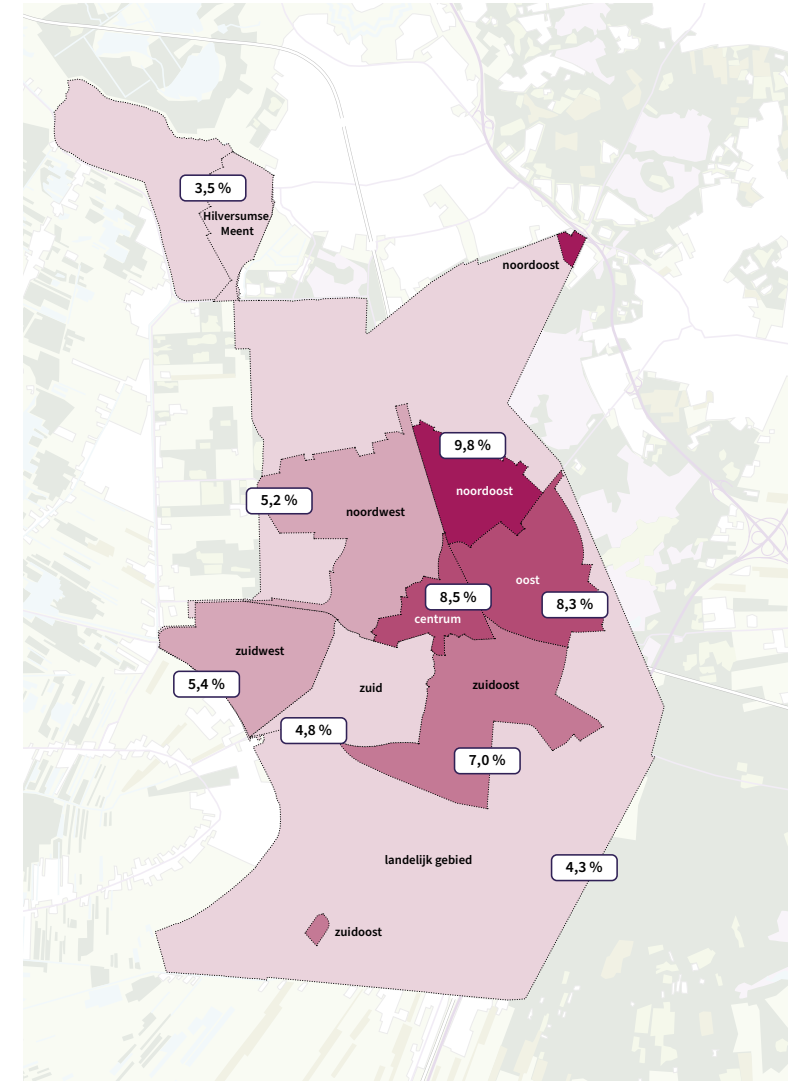 3,5 %
Hilversumse
Meent
noordoost
9,8 %
noordoost
5,2 %
noordwest
oost
8,5 %
8,3 %
centrum
zuidwest
5,4 %
zuid
zuidoost
4,8 %
7,0 %
landelijk gebied
4,3 %
zuidoost